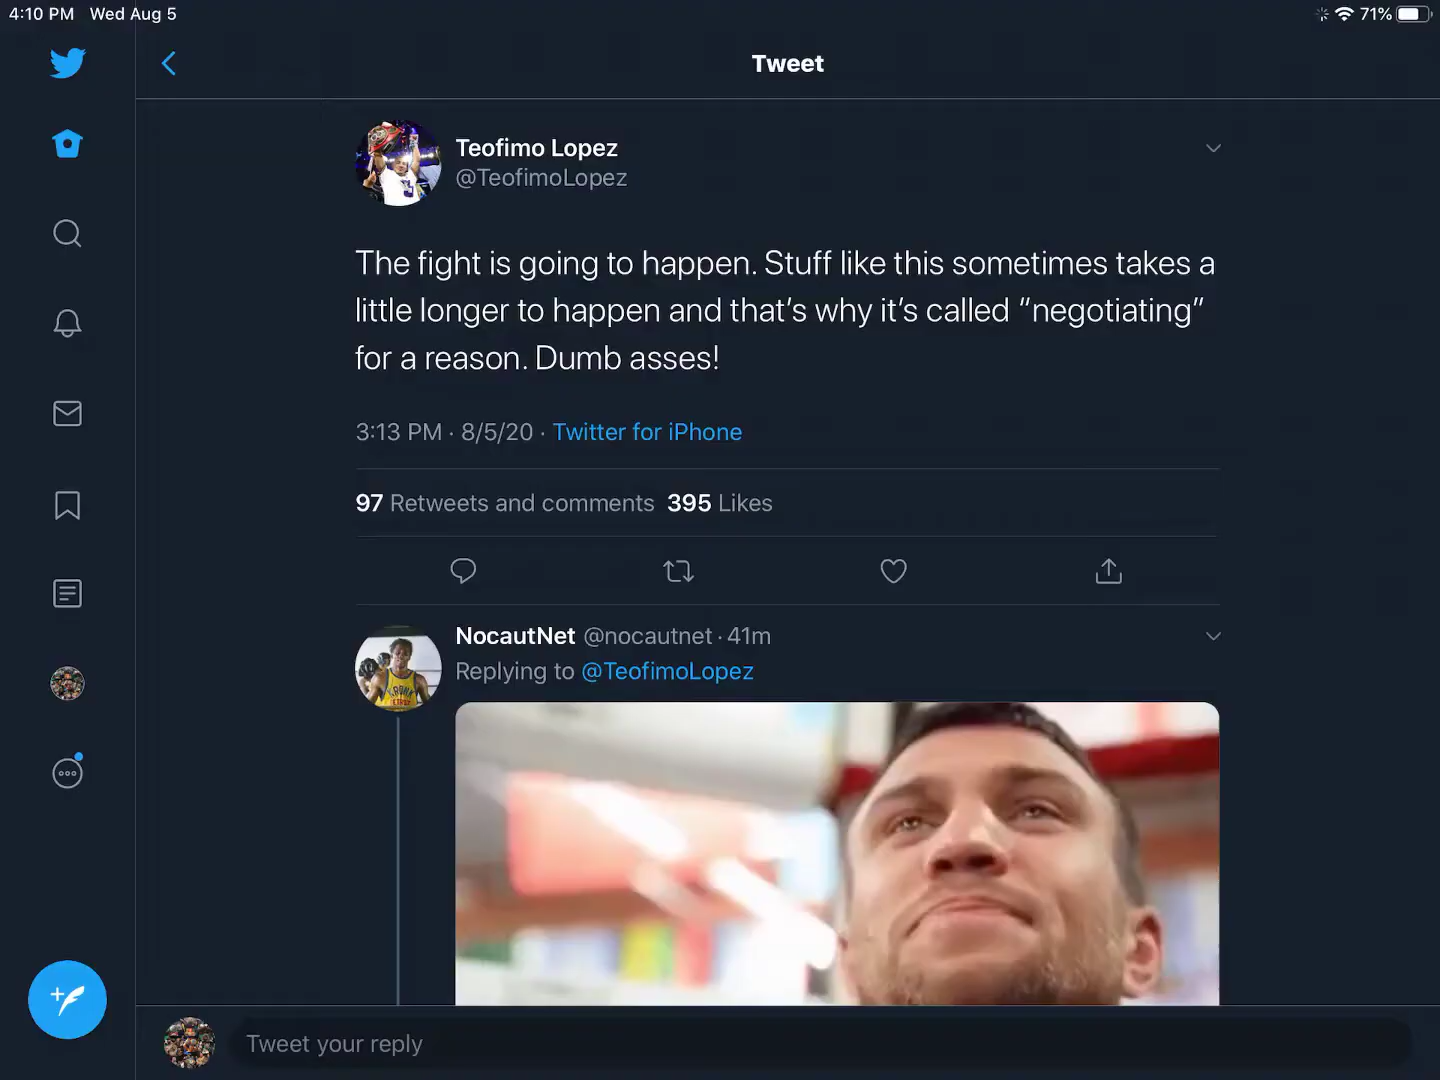 4:10 PM Wed Aug 5
71%
Tweet
Teofimo Lopez
@TeofimoLopez
The fight is going to happen. Stuff like this sometimes takes a
little longer to happen and that’s why it’s called “negotiating”
for a reason. Dumb asses!
3:13 PM · 8/5/20 · Twitter for iPhone
97 Retweets and comments 395 Likes
NocautNet @nocautnet · 41m
Replying to @TeofimoLopez
KRONK
Tweet your reply